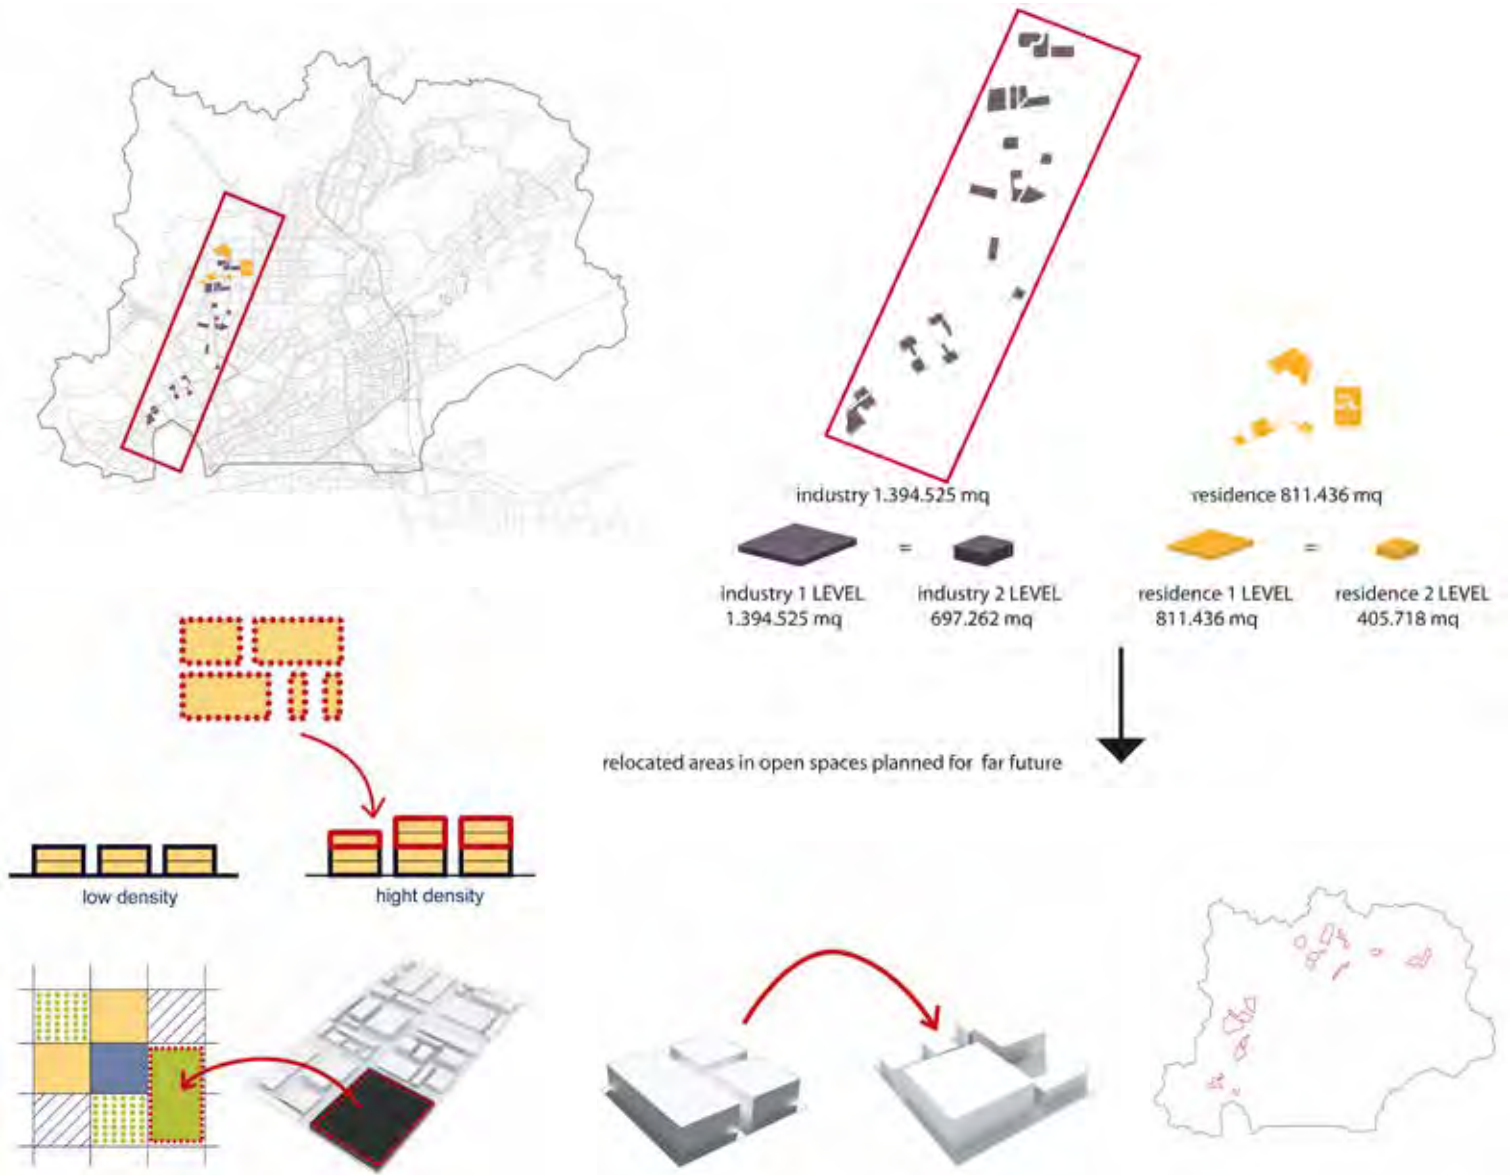 industry 1.394.525 mq
residence 811.436 mq
=
=
industry 1 LEVEL
1.394.525 mq
industry 2 LEVEL
697.262 mq
residence 1 LEVEL
811.436 mq
residence 2 LEVEL
405.718 mq
relocated areas in open spaces planned for far future
low density
hight density